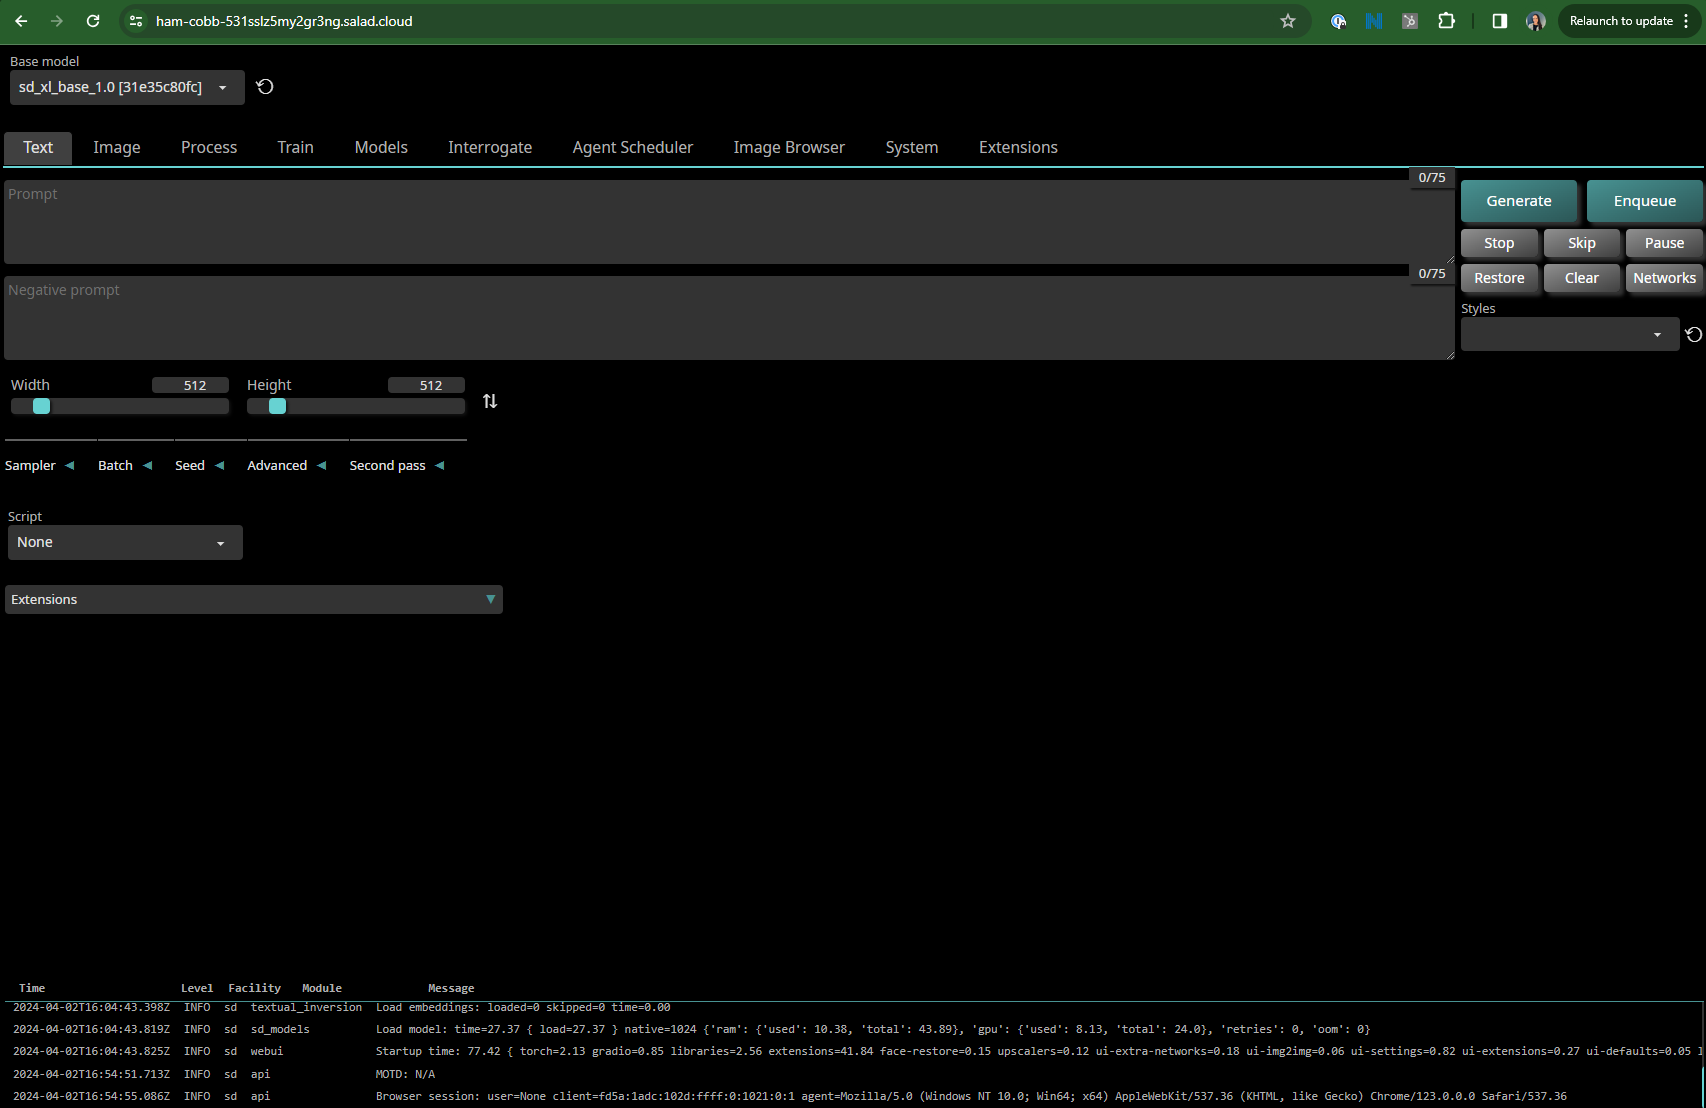 ham-cobb-531sslz5my2gr3ng.salad.cloud
Relaunch to update
Base model
sd_xl_base_1.0 [31e35c80fc]
Text Image Process Train Models Interrogate Agent Scheduler Image Browser System Extensions
0/75
Prompt
Generate Enqueue
Stop Skip Pause
0/75
Restore Clear Networks
Negative prompt
Styles
Width 512 Height 512
Sampler Batch Seed Advanced Second pass
Script
None
Extensions
Time Level Facility Module Message
2024-04-02T16:04:43.398Z INFO sd textual_inversion Load embeddings: loaded=0 skipped=0 time=0.00
2024-04-02T16:04:43.819Z INFO sd sd_models Load model: time=27.37 { load=27.37 } native=1024 {'ram': {'used': 10.38, 'total': 43.89}, 'gpu': {'used': 8.13, 'total': 24.0}, 'retries': 0, 'oom': 0}
2024-04-02T16:04:43.825Z INFO sd webui Startup time: 77.42 { torch=2.13 gradio=0.85 libraries=2.56 extensions=41.84 face-restore=0.15 upscalers=0.12 ui-extra-networks=0.18 ui-img2img=0.06 ui-settings=0.82 ui-extensions=0.27 ui-defaults=0.05
2024-04-02T16:54:51.713Z INFO sd api MOTD: N/A
2024-04-02T16:54:55.086Z INFO sd api Browser session: user=None client=fd5a:1adc:102d:ffff:0:1021:0:1 agent=Mozilla/5.0 (Windows NT 10.0; Win64; x64) AppleWebKit/537.36 (KHTML, like Gecko) Chrome/123.0.0.0 Safari/537.36